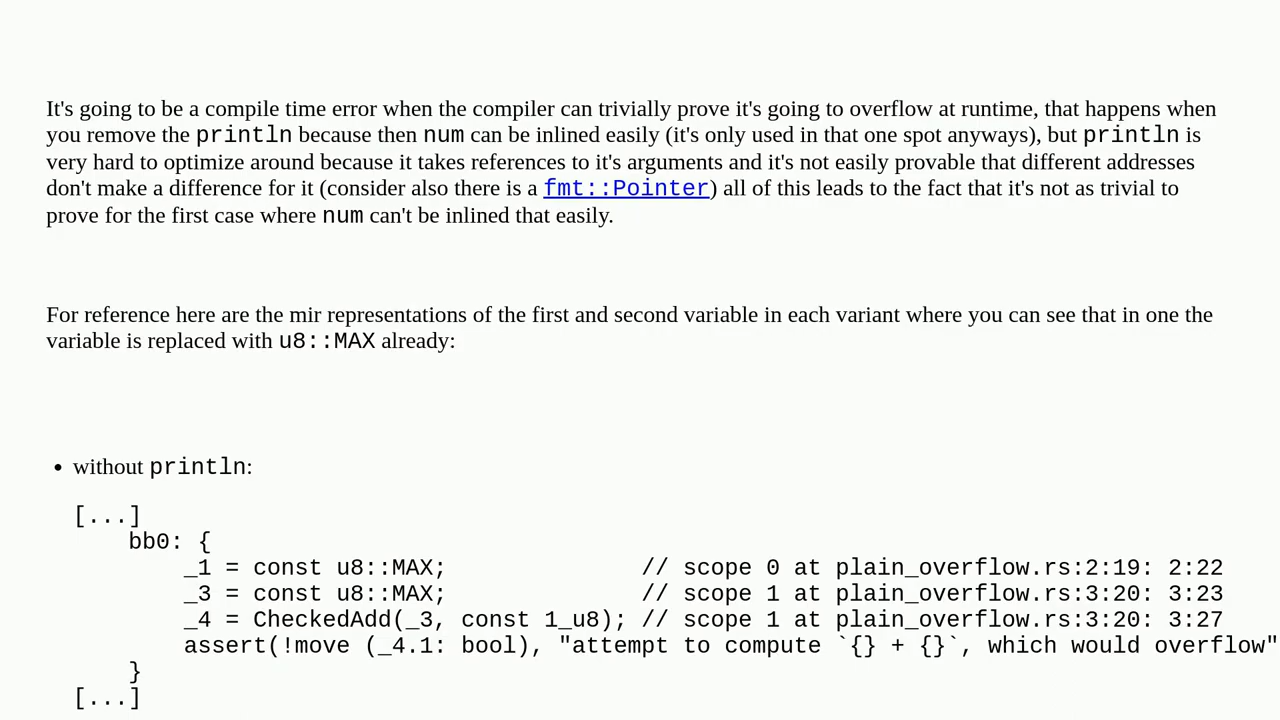 It's going to be a compile time error when the compiler can trivially prove it's going to overflow at runtime, that happens when
you remove the println because then num can be inlined easily (it's only used in that one spot anyways), but println is
very hard to optimize around because it takes references to it's arguments and it's not easily provable that different addresses
don't make a difference for it (consider also there is a fmt::Pointer) all of this leads to the fact that it's not as trivial to
prove for the first case where num can't be inlined that easily.
For reference here are the mir representations of the first and second variable in each variant where you can see that in one the
variable is replaced with u8::MAX already:
• without println:
[...]
    bb0: {
        _1 = const u8::MAX;              // scope 0 at plain_overflow.rs:2:19: 2:22
        _3 = const u8::MAX;              // scope 1 at plain_overflow.rs:3:20: 3:23
        _4 = CheckedAdd(_3, const 1_u8); // scope 1 at plain_overflow.rs:3:20: 3:27
        assert(!move (_4.1: bool), "attempt to compute `{} + {}`, which would overflow"
    }
[...]